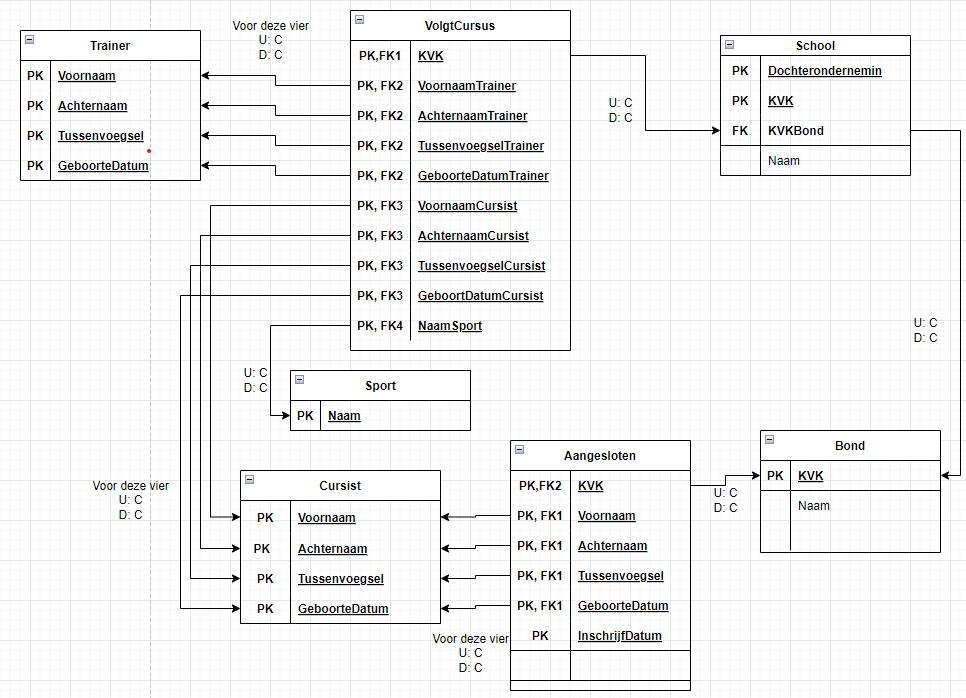 Trainer
PK Voornaam
PK Achternaam
PK Tussenvoegsel
PK GeboorteDatum
Voor deze vier
U: C
D: C
VolgtCursus
PK,FK1 KVK
PK, FK2 VoornaamTrainer
PK, FK2 AchternaamTrainer
PK, FK2 TussenvoegselTrainer
PK, FK2 GeboorteDatumTrainer
PK, FK3 VoornaamCursist
PK, FK3 AchternaamCursist
PK, FK3 TussenvoegselCursist
PK, FK3 GeboortDatumCursist
PK, FK4 NaamSport
U: C
D: C
School
PK Dochterondernemin
PK KVK
FK KVKBond
Naam
U: C
D: C
U: C
D: C
Sport
PK Naam
Voor deze vier
U: C
D: C
Cursist
PK Voornaam
PK Achternaam
PK Tussenvoegsel
PK GeboorteDatum
Aangesloten
PK,FK2 KVK
PK, FK1 Voornaam
PK, FK1 Achternaam
PK, FK1 Tussenvoegsel
PK, FK1 GeboorteDatum
PK InschrijfDatum
Voor deze vier
U: C
D: C
U: C
D: C
Bond
PK KVK
Naam